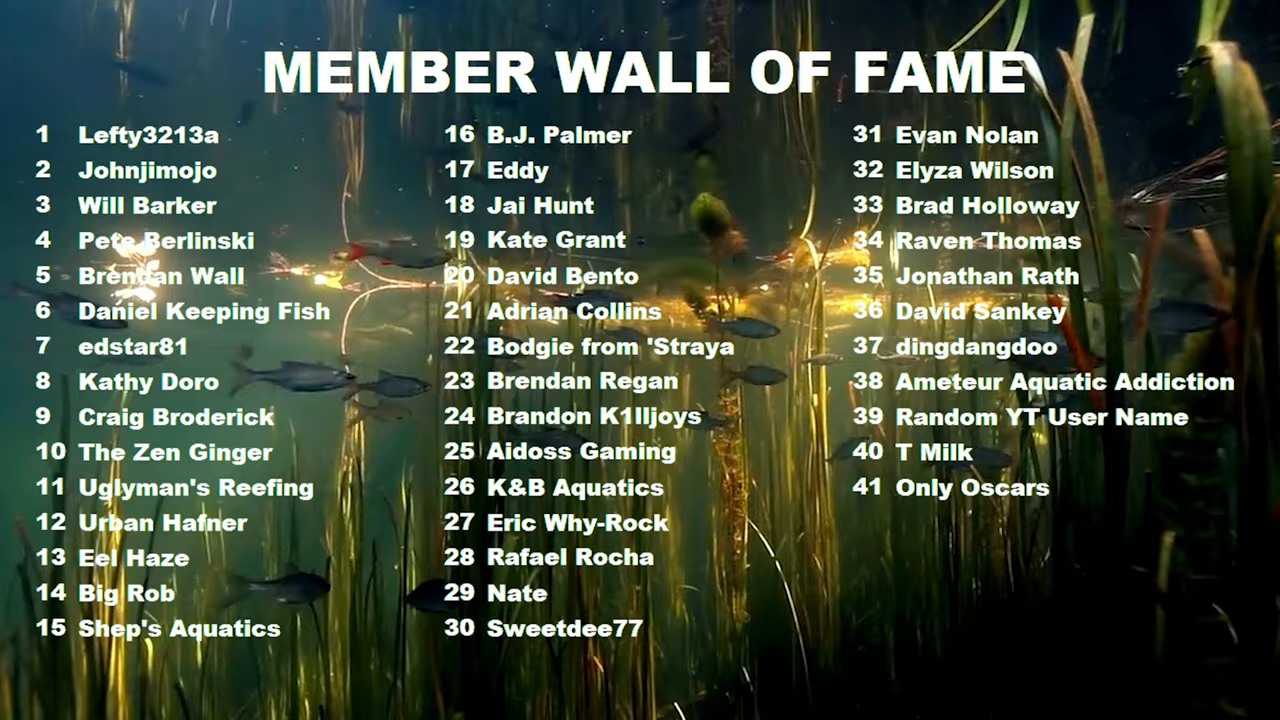 MEMBER WALL OF FAME
1 Lefty3213a
2 Johnjimojo
3 Will Barker
4 Pete Berlinski
5 Brendan Wall
6 Daniel Keeping Fish
7 edstar81
8 Kathy Doro
9 Craig Broderick
10 The Zen Ginger
11 Uglyman's Reefing
12 Urban Hafner
13 Eel Haze
14 Big Rob
15 Shep's Aquatics
16 B.J. Palmer
17 Eddy
18 Jai Hunt
19 Kate Grant
20 David Bento
21 Adrian Collins
22 Bodgie from 'Straya
23 Brendan Regan
24 Brandon K1lljoys
25 Aidoss Gaming
26 K&B Aquatics
27 Eric Why-Rock
28 Rafael Rocha
29 Nate
30 Sweetdee77
31 Evan Nolan
32 Elyza Wilson
33 Brad Holloway
34 Raven Thomas
35 Jonathan Rath
36 David Sankey
37 dingdangdoo
38 Ameteur Aquatic Addiction
39 Random YT User Name
40 T Milk
41 Only Oscars